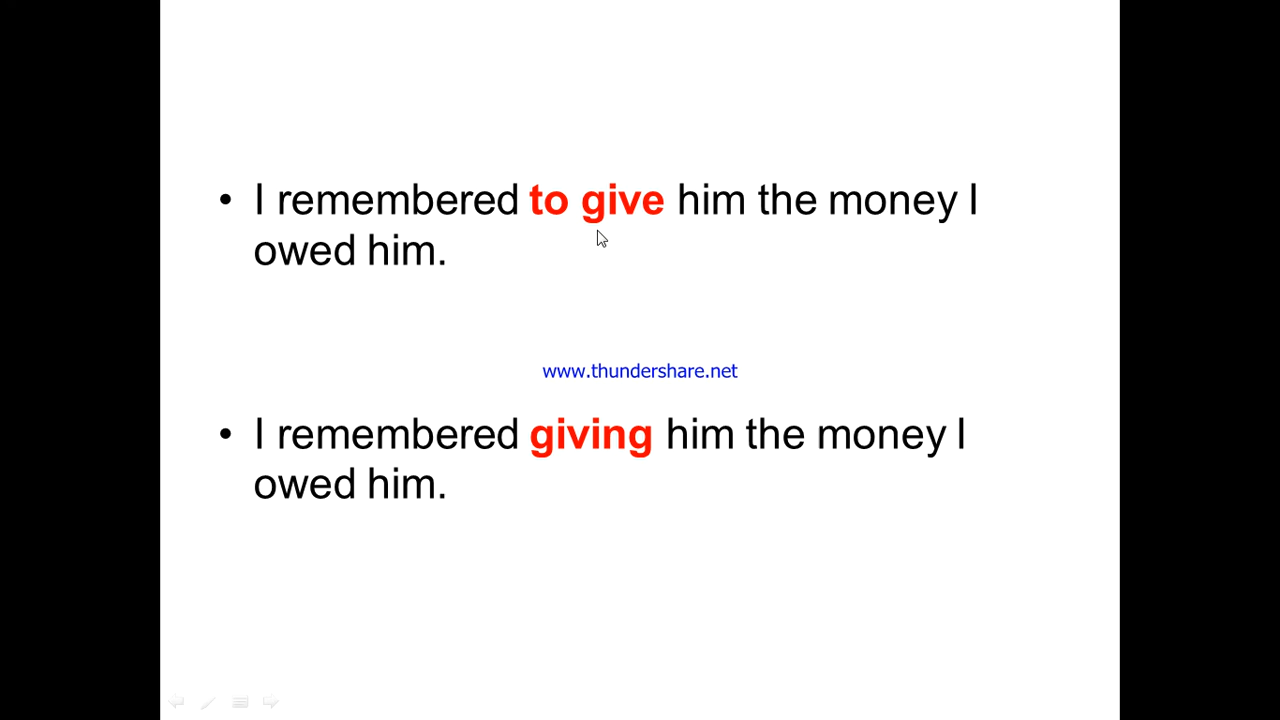 • I remembered to give him the money I
owed him.
www.thundershare.net
• I remembered giving him the money I
owed him.